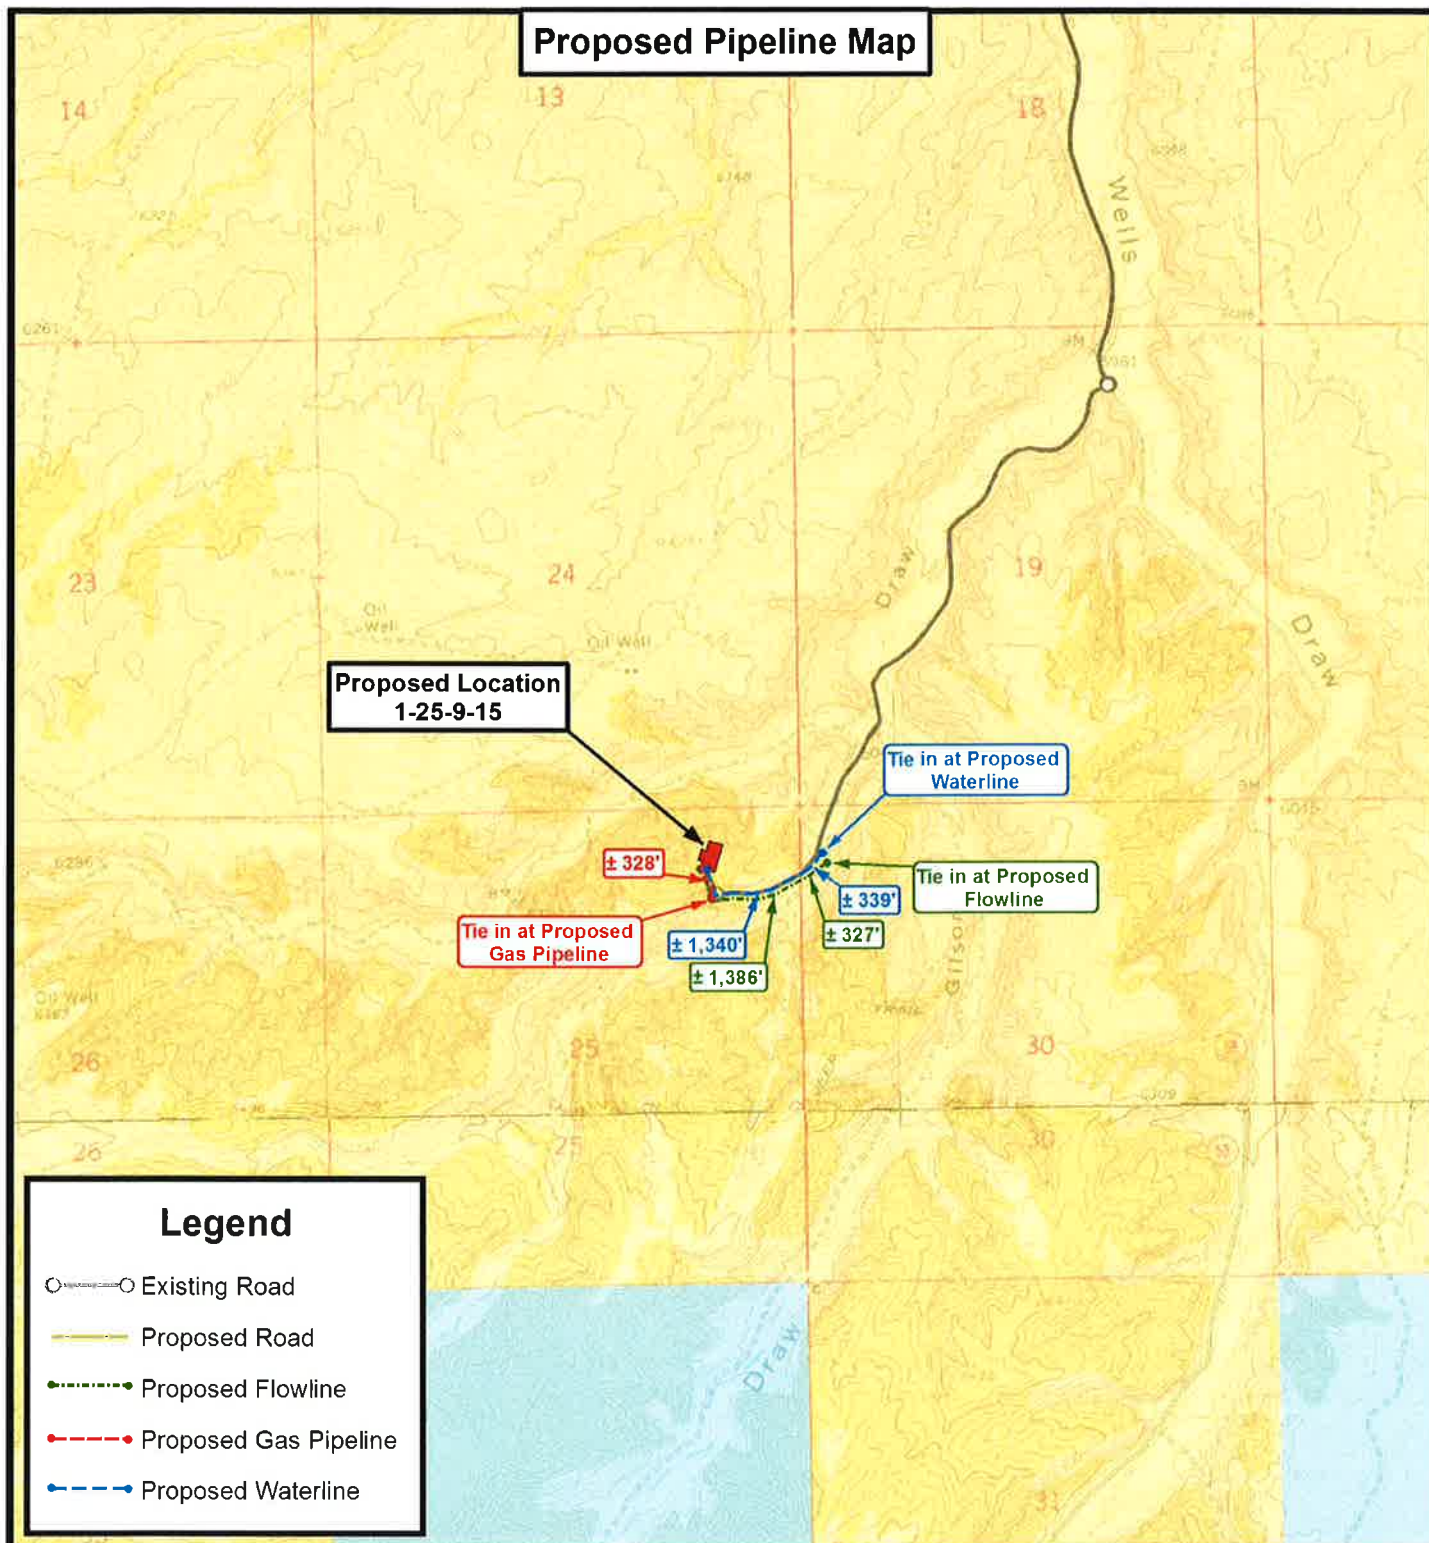 Proposed Pipeline Map
14
13
18
Wells
6261
23
24
19
Draw
Oil
Well
Oil Well
Draw
Proposed Location
1-25-9-15
Tie in at Proposed
Waterline
± 328'
Tie in at Proposed
Flowline
± 339'
Tie in at Proposed
Gas Pipeline
± 327'
± 1,340'
± 1,386'
Oil Well
26
25
30
26
25
30
Draw
31
Legend
Existing Road
Proposed Road
Proposed Flowline
Proposed Gas Pipeline
Proposed Waterline